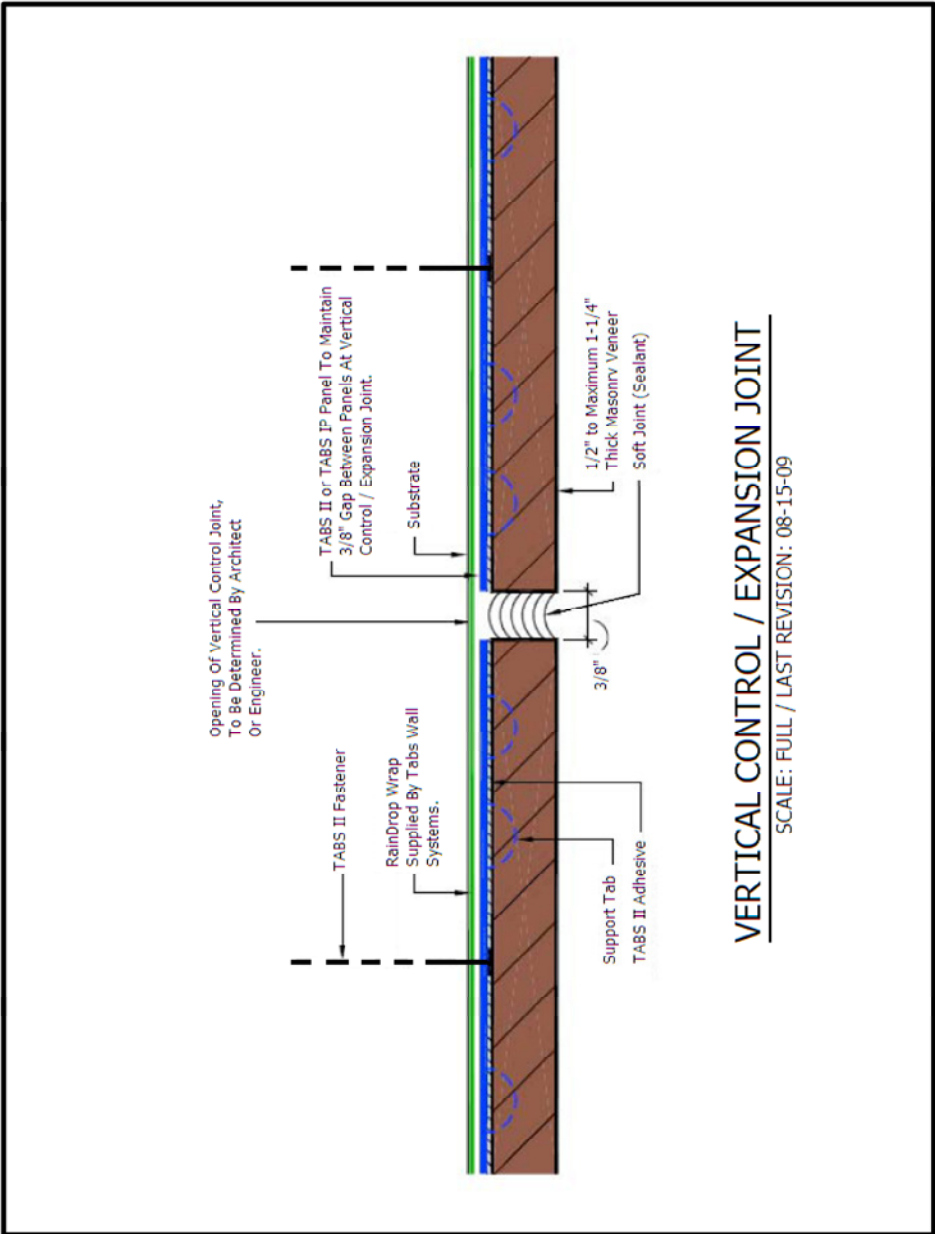 Opening Of Vertical Control Joint,
To Be Determined By Architect
Or Engineer.
TABS II Fastener
RainDrop Wrap
Supplied By Tabs Wall
Systems.
TABS II or TABS IP Panel To Maintain
3/8" Gap Between Panels At Vertical
Control / Expansion Joint.
Substrate
3/8"
Support Tab
TABS II Adhesive
1/2" to Maximum 1-1/4"
Thick Masonry Veneer
Soft Joint (Sealant)
VERTICAL CONTROL / EXPANSION JOINT
SCALE: FULL / LAST REVISION: 08-15-09